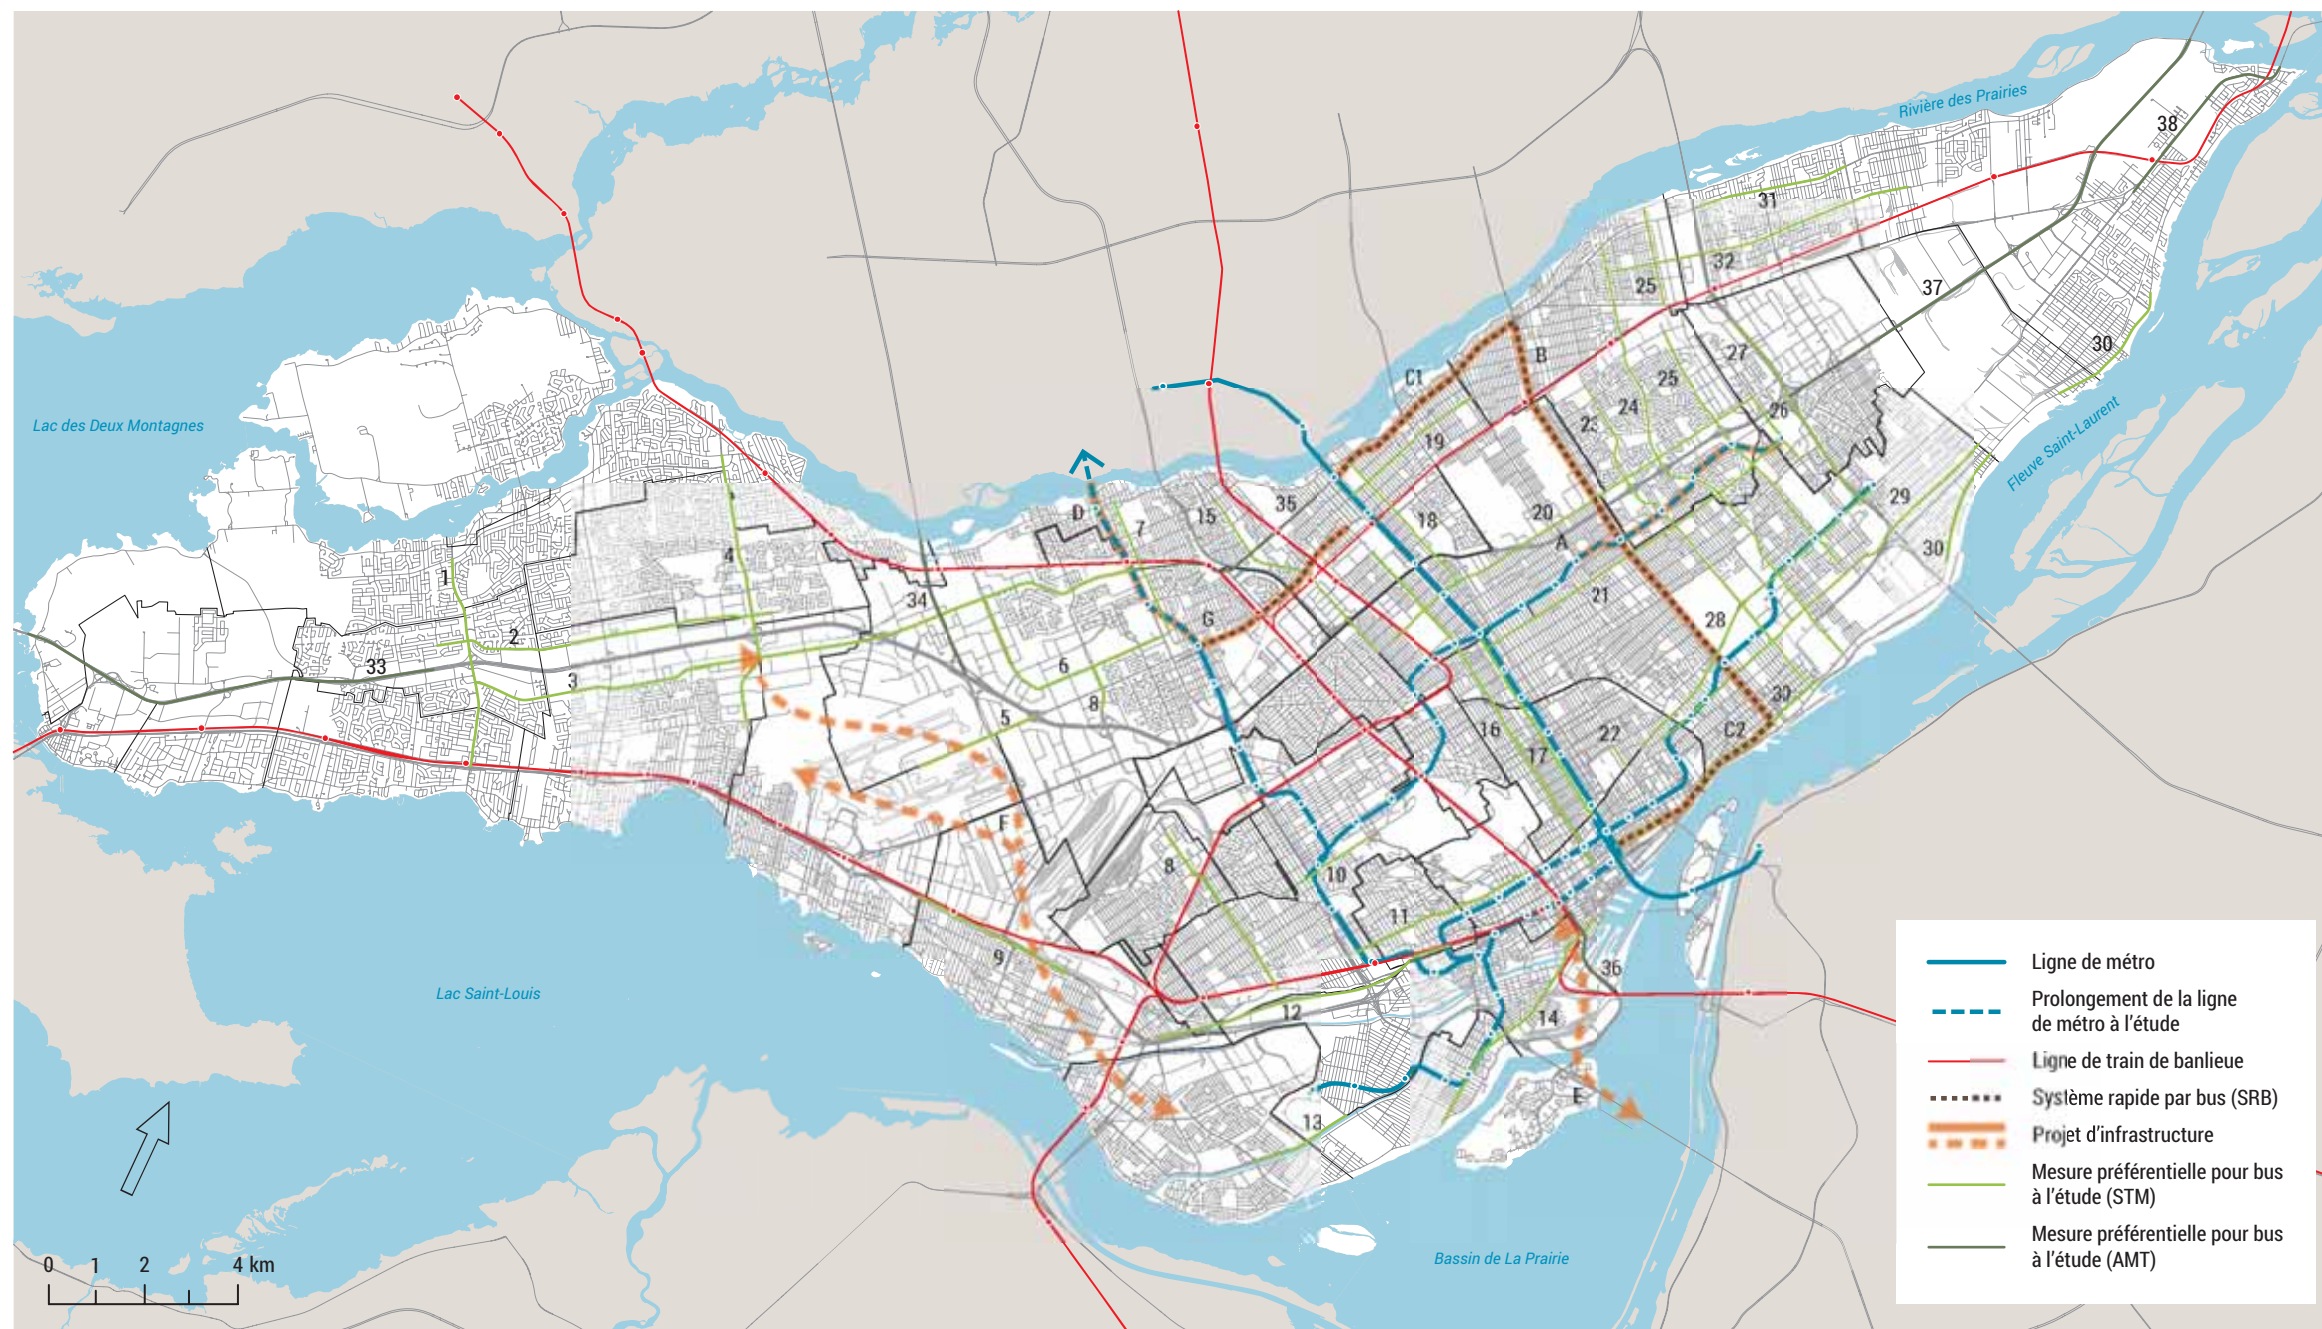 Rivière des Prairies
38
31
32
25
37
30
27
B
C1
25
24
26
23
19
Lac des Deux Montagnes
Fleuve Saint-Laurent
35
29
D
7
15
18
20
A
30
4
1
34
21
28
G
2
33
3
6
8
5
30
C2
16
22
17
F
8
10
11
9
36
12
14
Lac Saint-Louis
E
13
Bassin de La Prairie
0 1 2 4 km
Ligne de métro
Prolongement de la ligne
de métro à l'étude
Ligne de train de banlieue
Système rapide par bus (SRB)
Projet d'infrastructure
Mesure préférentielle pour bus
à l'étude (STM)
Mesure préférentielle pour bus
à l'étude (AMT)